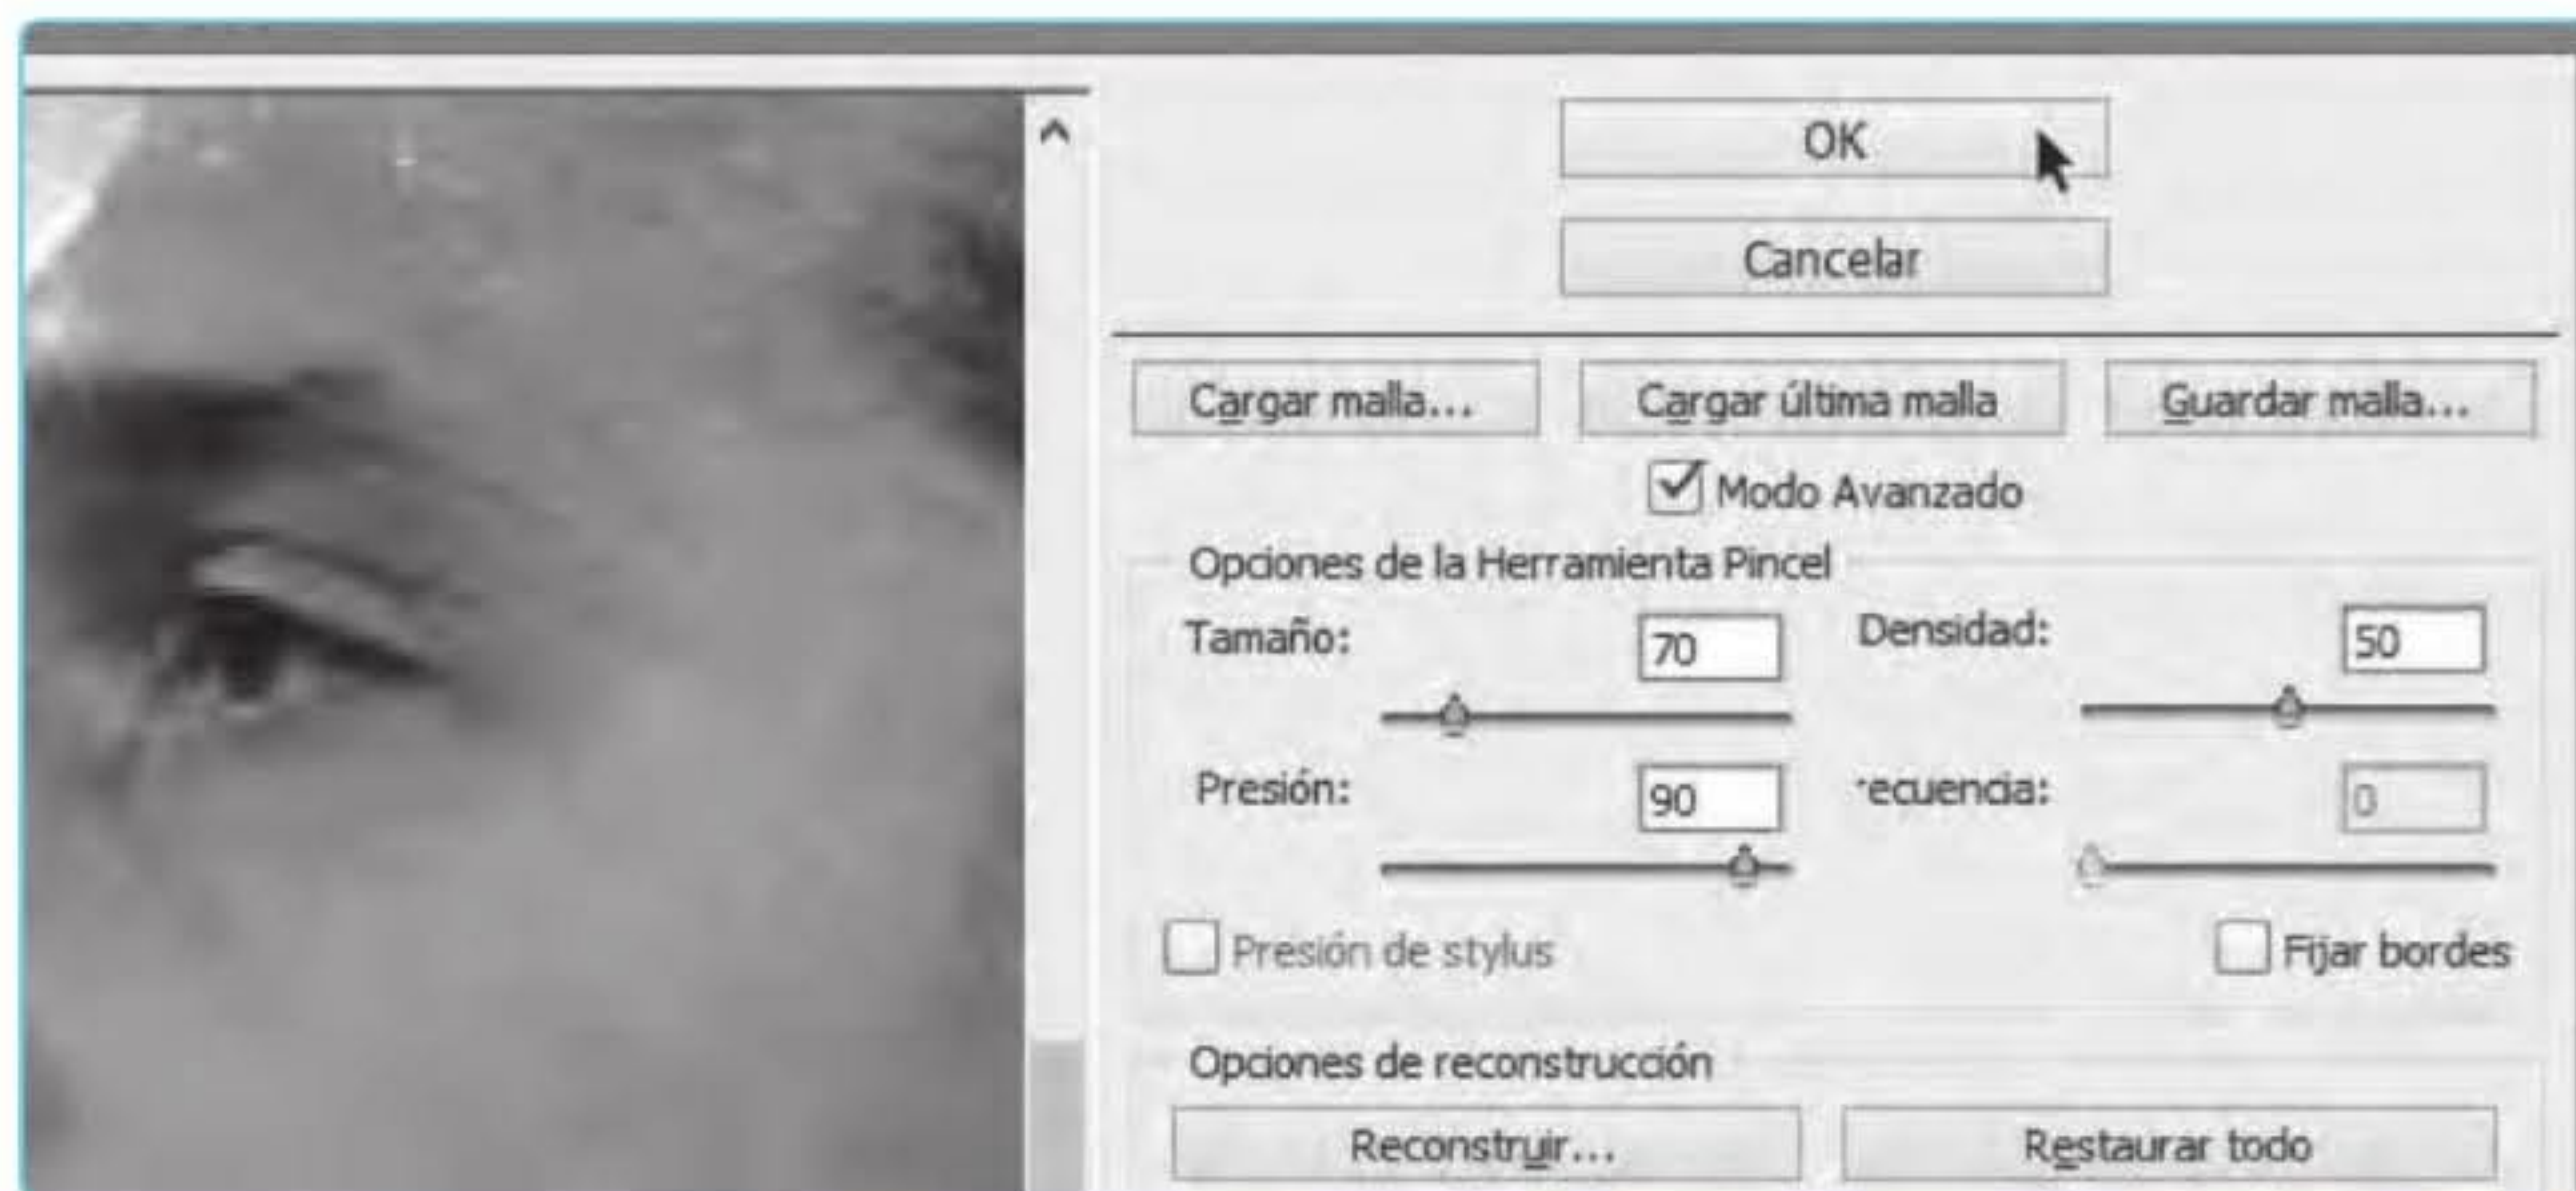 OK
Cancelar
Cargar malla... Cargar última malla Guardar malla...
Modo Avanzado
Opciones de la Herramienta Pincel
Tamaño: 70 Densidad: 50
Presión: 90 recuencia: 0
Presión de stylus Fijar bordes
Opciones de reconstrucción
Reconstruir... Restaurar todo